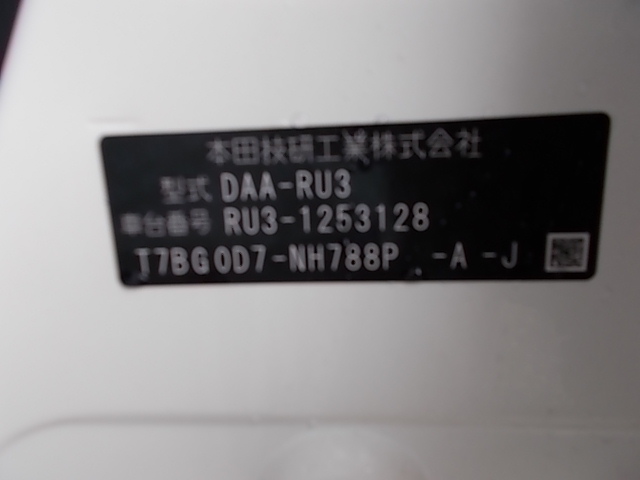 本田技研工業株式会社
型式 DAA-RU3
車台番号 RU3-1253128
T7BG0D7-NH788P -A -J